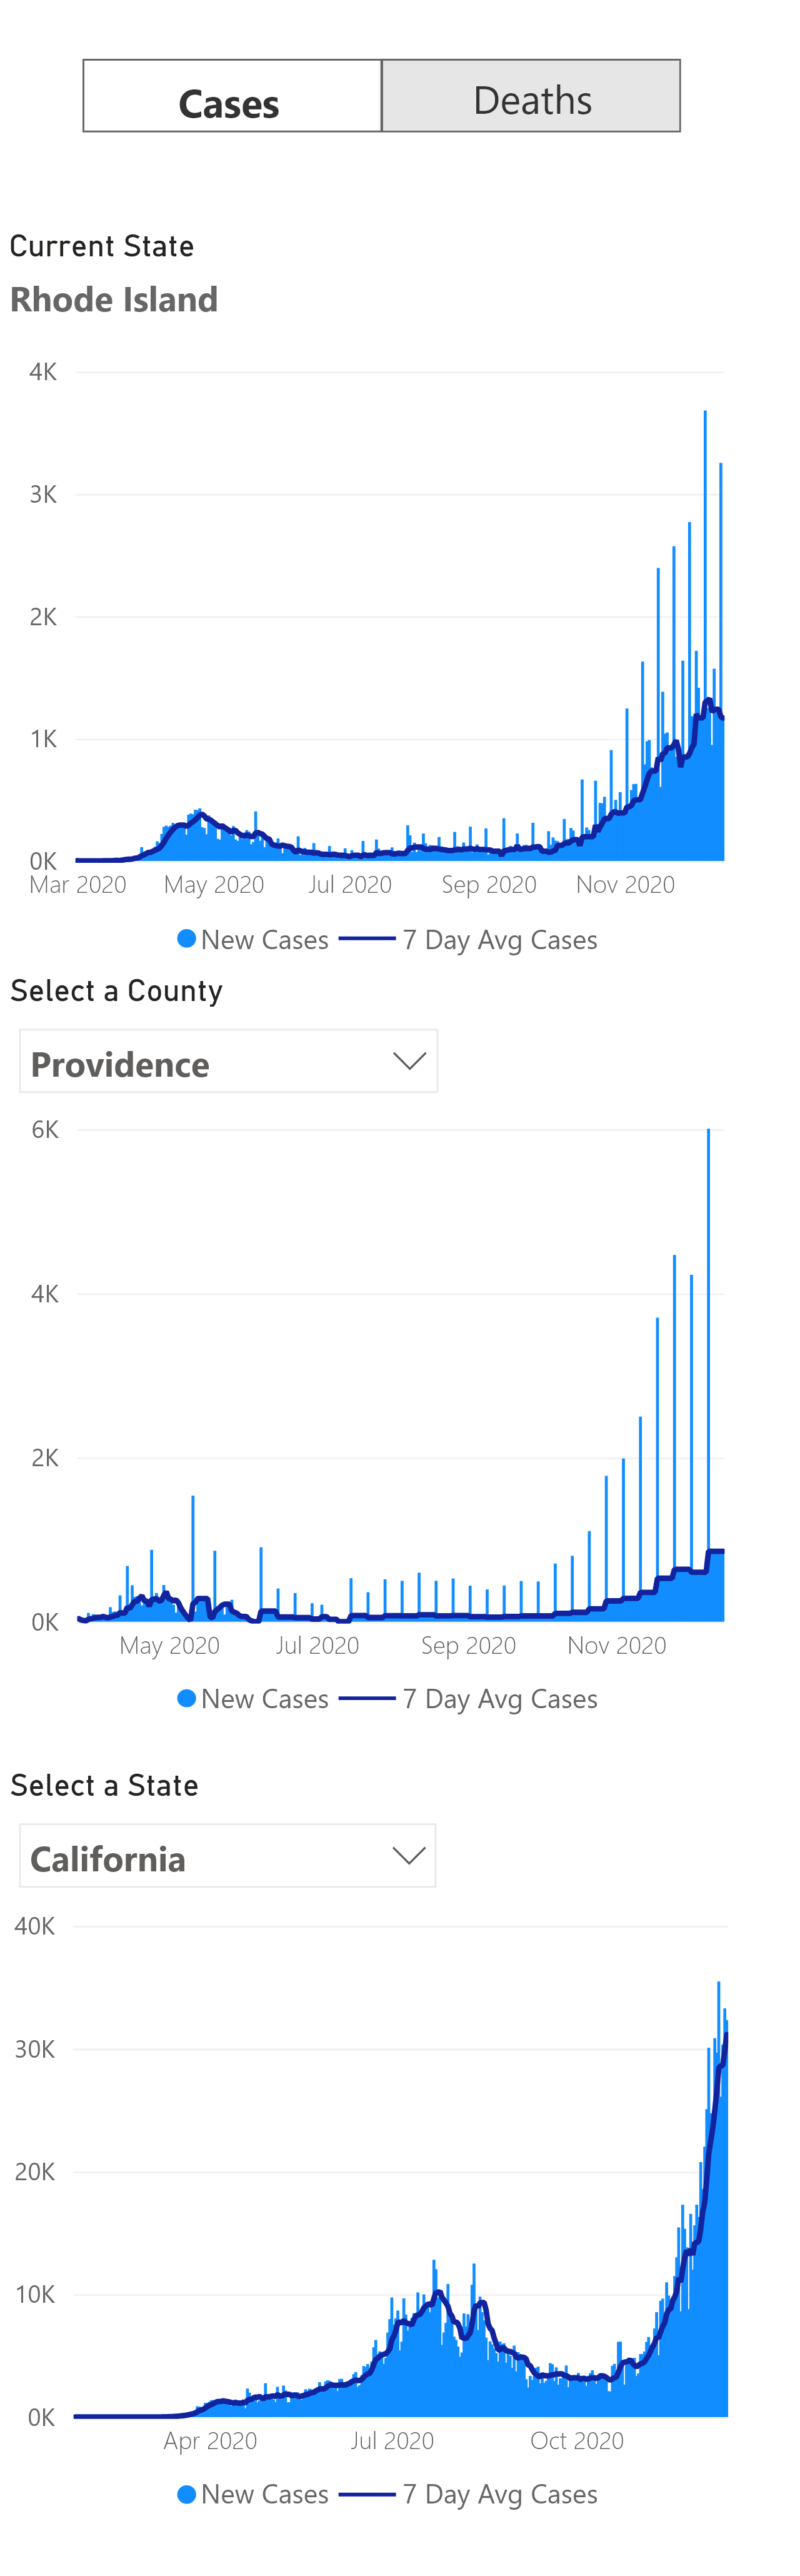 Cases Deaths
Current State
Rhode Island
4K
3K
2K
1K
0K
Mar 2020 May 2020 Jul 2020 Sep 2020 Nov 2020
New Cases 7 Day Avg Cases
Select a County
Providence
6K
4K
2K
0K
May 2020 Jul 2020 Sep 2020 Nov 2020
New Cases 7 Day Avg Cases
Select a State
California
40K
30K
20K
10K
0K
Apr 2020 Jul 2020 Oct 2020
New Cases 7 Day Avg Cases